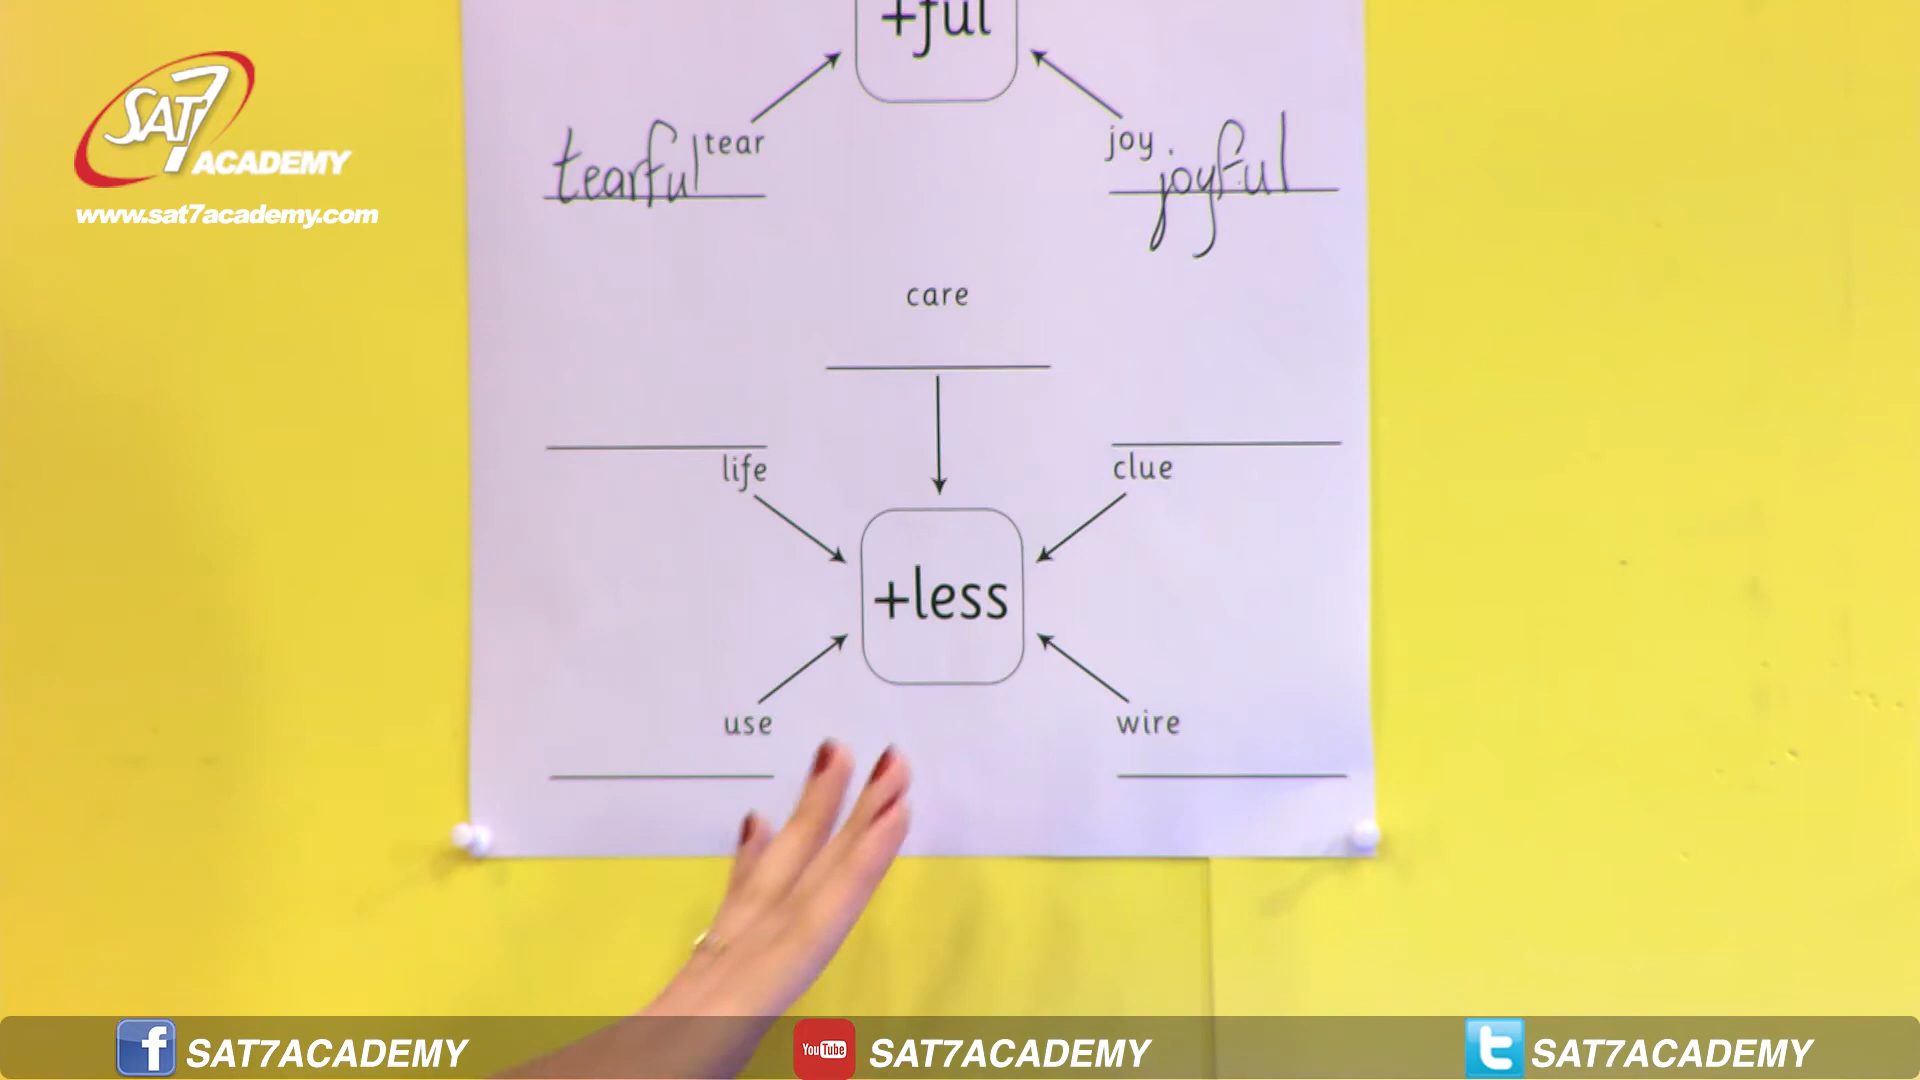 +ful
SAT7
ACADEMY
www.sat7academy.com
tearful tear
joy joyful
care
life
clue
+less
use
wire
SAT7ACADEMY
You Tube SAT7ACADEMY
SAT7ACADEMY